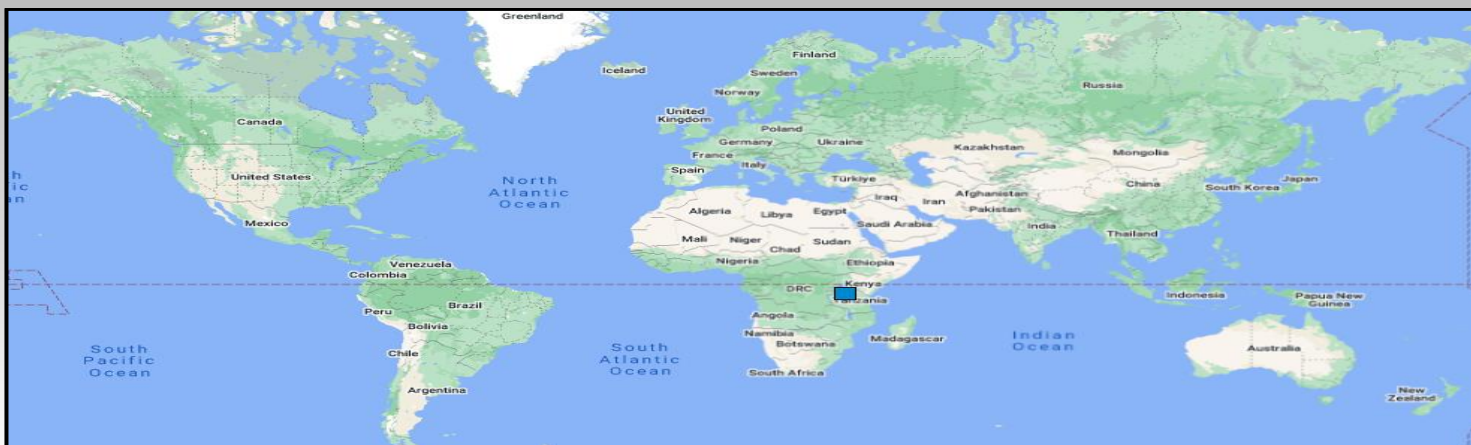 Greenland
Iceland
Finland
Sweden
Norway
Russia
United
Kingdom
Canada
Poland
Germany
Ukraine
France
Kazakhstan
Mongolia
Italy
Spain
United States
North
Atlantic
Ocean
Türkiye
China
Japan
South Korea
Afghanistan
Iraq
Iran
Pakistan
Algeria
Libya
Egypt
Mexico
Saudi Arabia
India
Mali
Niger
Chad
Sudan
Thailand
Venezuela
Nigeria
Ethiopia
Colombia
DRC
Kenya
Brazil
Indonesia
Papua New
Guinea
Peru
Angola
Bolivia
Namibia
Botswana
Madagascar
Indian
Ocean
South
Pacific
Ocean
Chile
South
Atlantic
Ocean
Australia
South Africa
Argentina
New
Zealand